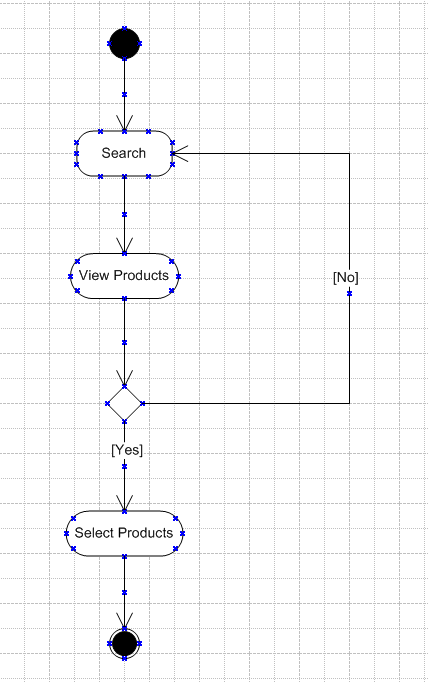 Search
View Products
[No]
[Yes]
Select Products